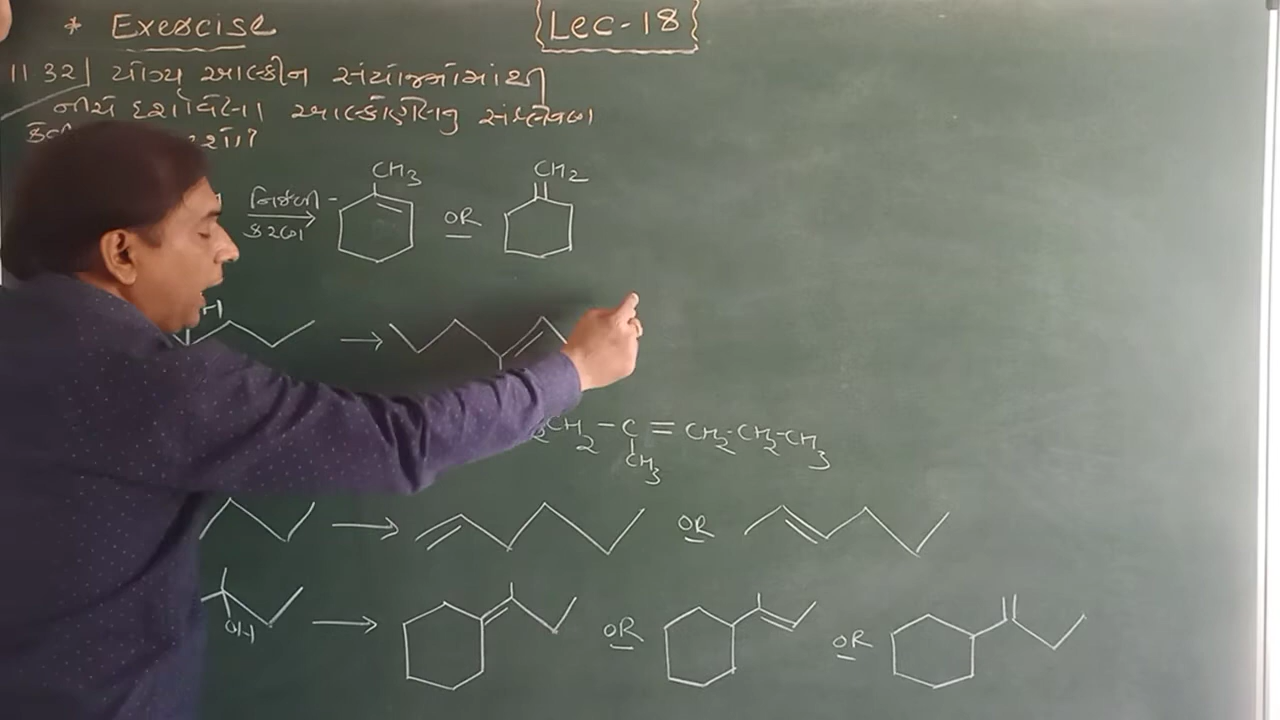 * Exercise
Lec-18
11 32| યોગ્ય આલ્કીન સંયોજનોમાંથી
નીચે દર્શાવેલા આલ્કોહોલનું સંશ્લેષણ
નિર્જળી-
કરણ
CH3
OR
CH2
CH2 - C = CH2-CH2-CH3
CH3
OR
OH
OR
OR